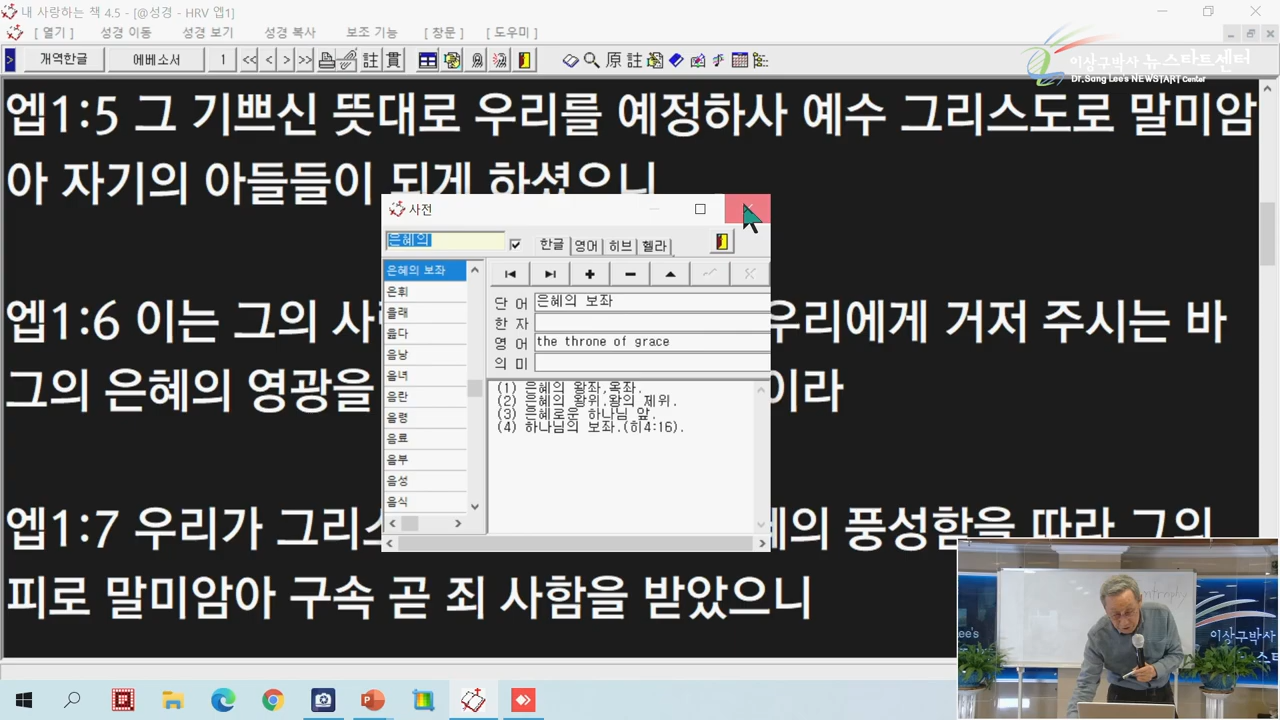 내 사랑하는 책 4.5 - [@성경 - HRV 엡1]
[ 열기 ] 성경 이동 성경 보기 성경 복사 보조 기능 [ 창문 ] [ 도우미 ]
개역한글 에베소서 1 << < > >> 註 貫 原 註
이상구박사 뉴스타트센터
Dr.Sang Lee's NEWSTART Center
엡1:5 그 기쁘신 뜻대로 우리를 예정하사 예수 그리스도로 말미암
아 자기의 아들들이 되게 하셨으니
엡1:6 이는 그의 우리에게 거저 주시는 바
그의 은혜의 영광을 이라
엡1:7 우리가 의 풍성함을 따라 그의
피로 말미암아 구속 곧 죄 사함을 받았으니
사전
은혜의
한글 영어 히브 헬라
은혜의 보좌
은휘
을래
읊다
음낭
음녀
음란
음령
음료
음부
음성
음식
단 어 은혜의 보좌
한 자
영 어 the throne of grace
의 미
(1) 은혜의 왕좌,옥좌.
(2) 은혜의 왕위.왕의 제위.
(3) 은혜로운 하나님 앞.
(4) 하나님의 보좌.(히4:16).
이상구박사